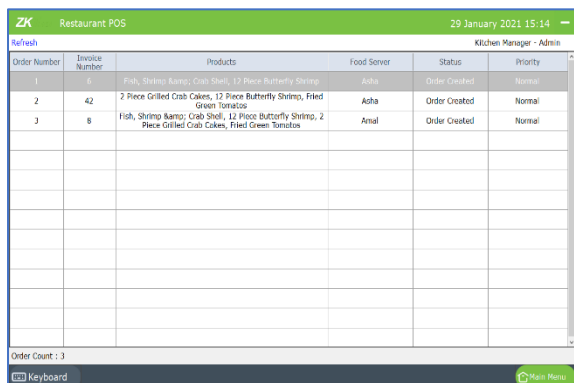 ZK Restaurant POS 29 January 2021 15:14
Refresh Kitchen Manager - Admin
Order Number Invoice Number Products Food Server Status Priority
1 6 Fish, Shrimp &amp; Crab Shell, 12 Piece Butterfly Shrimp Asha Order Created Normal
2 42 2 Piece Grilled Crab Cakes, 12 Piece Butterfly Shrimp, Fried
Green Tomatos Asha Order Created Normal
3 8 Fish, Shrimp &amp; Crab Shell, 12 Piece Butterfly Shrimp, 2
Piece Grilled Crab Cakes, Fried Green Tomatos Amal Order Created Normal
Order Count : 3
Keyboard Main Menu